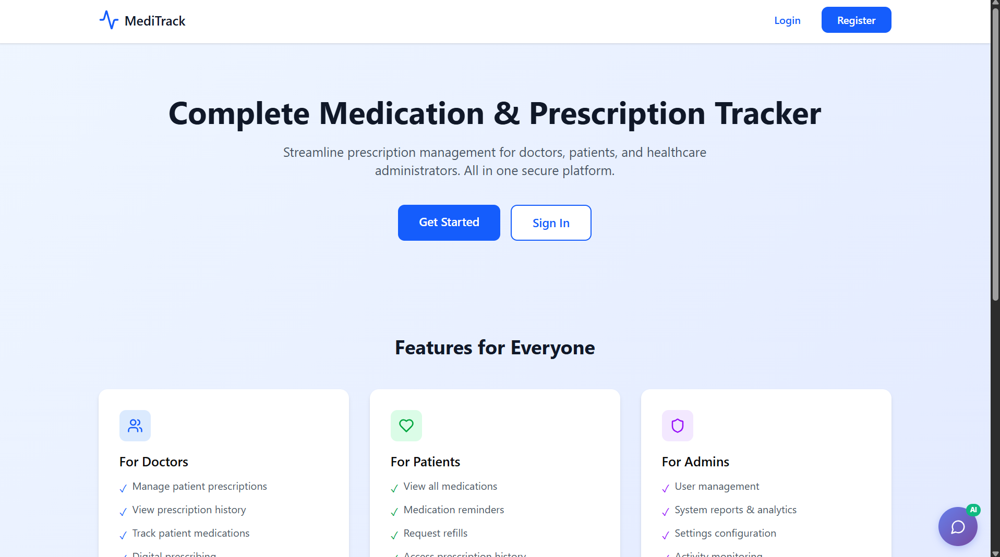 MediTrack
Login
Register
Complete Medication & Prescription Tracker
Streamline prescription management for doctors, patients, and healthcare
administrators. All in one secure platform.
Get Started
Sign In
Features for Everyone
For Doctors
✓ Manage patient prescriptions
✓ View prescription history
✓ Track patient medications
✓ Digital prescribing
For Patients
✓ View all medications
✓ Medication reminders
✓ Request refills
✓ Access prescription history
For Admins
✓ User management
✓ System reports & analytics
✓ Settings configuration
✓ Activity monitoring
AI